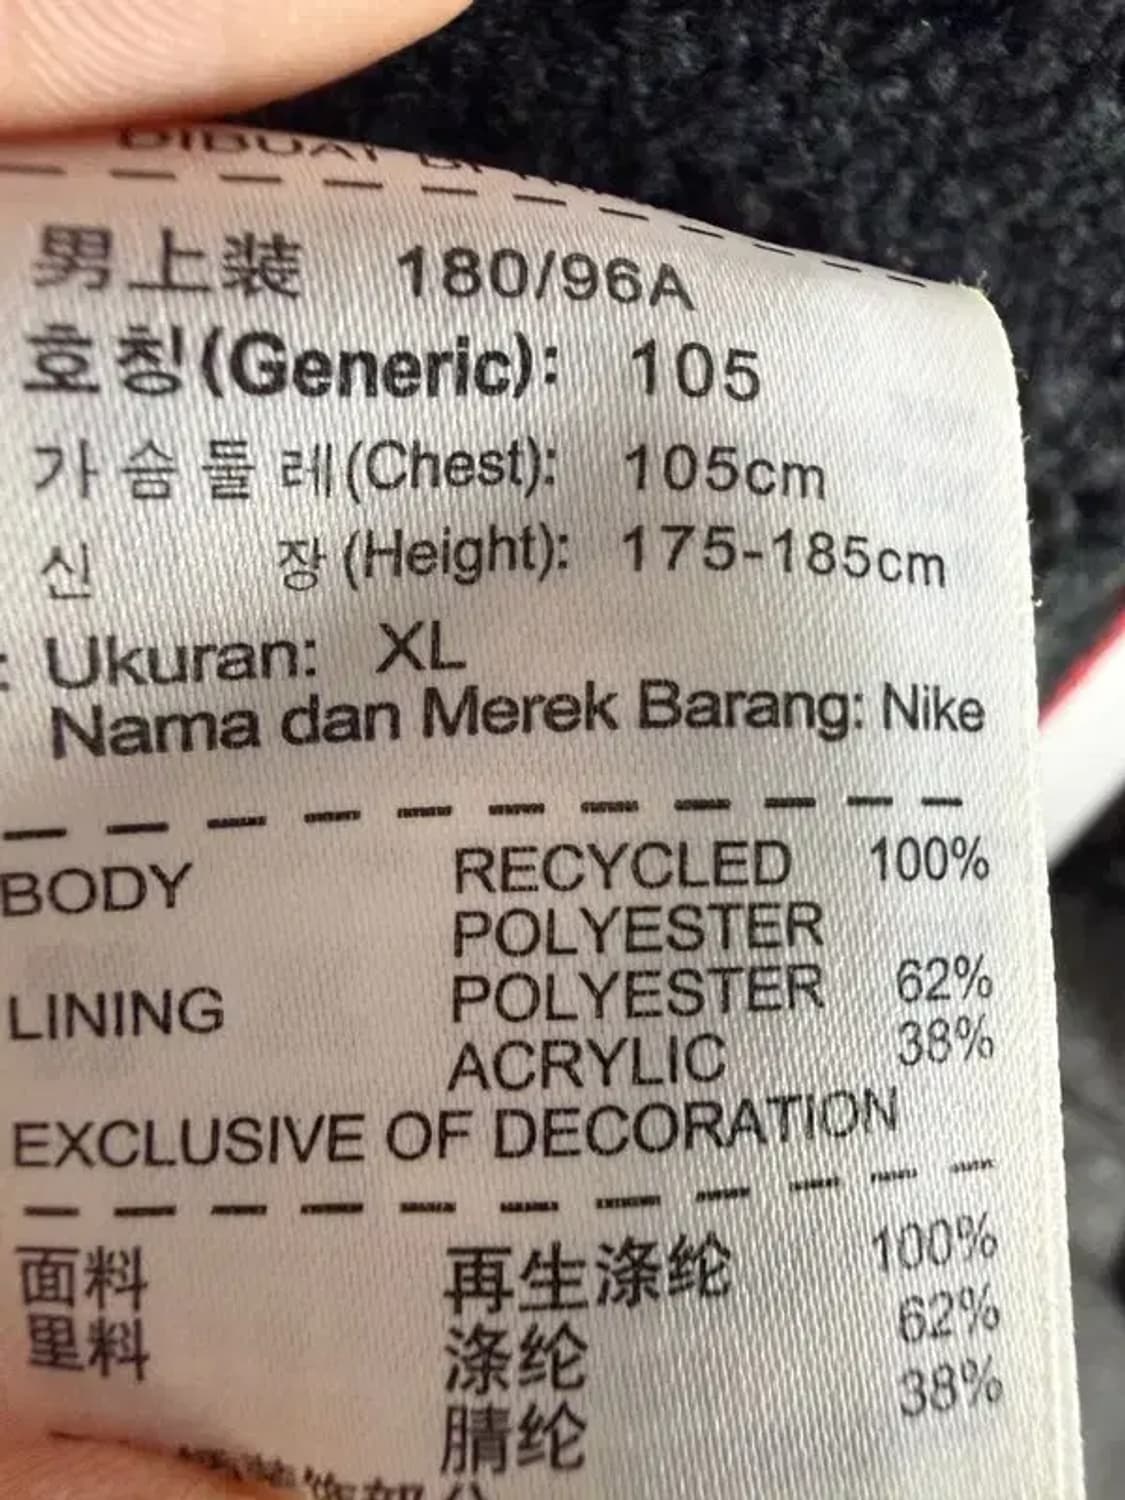 DIBUAT DI
男上装 180/96A
호칭(Generic): 105
가슴둘레(Chest): 105cm
신 장(Height): 175-185cm
: Ukuran: XL
Nama dan Merek Barang: Nike
BODY RECYCLED 100%
POLYESTER
LINING POLYESTER 62%
ACRYLIC 38%
EXCLUSIVE OF DECORATION
面料 再生涤纶 100%
里料 涤纶 62%
腈纶 38%